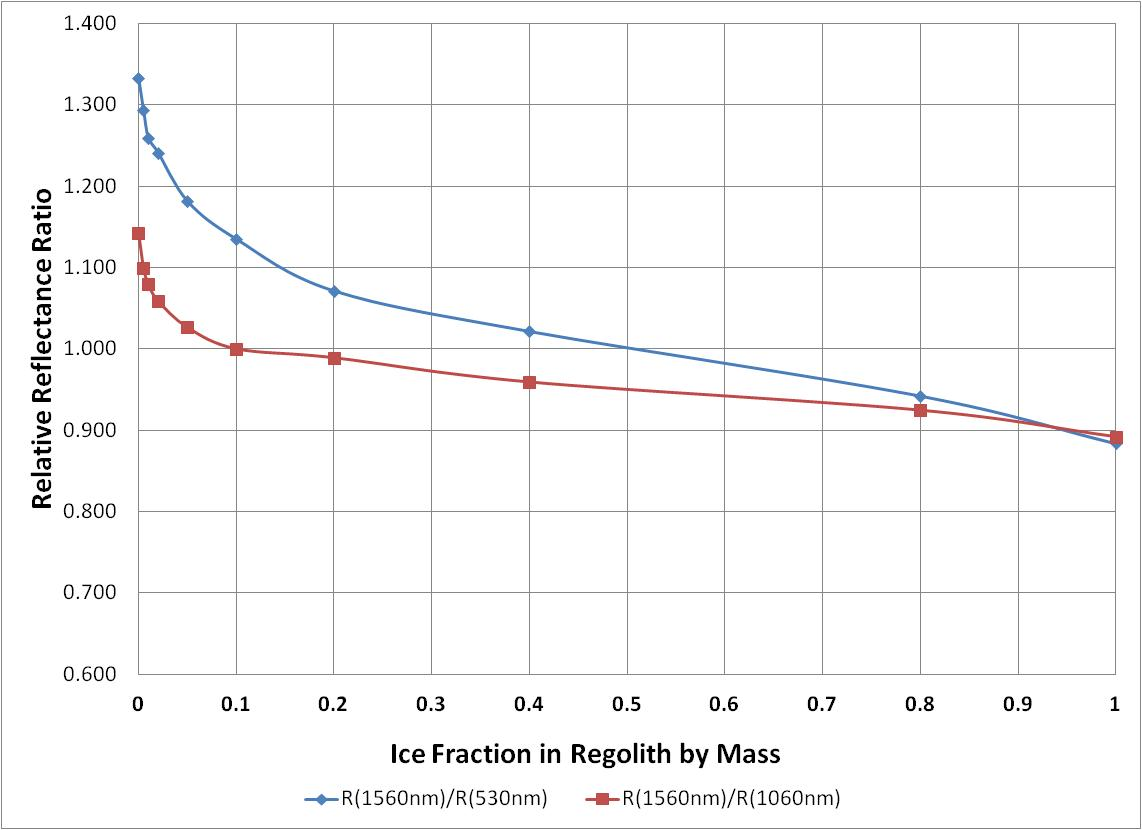 1.400
1.300
1.200
1.100
1.000
0.900
0.800
0.700
0.600
Relative Reflectance Ratio
0 0.1 0.2 0.3 0.4 0.5 0.6 0.7 0.8 0.9 1
Ice Fraction in Regolith by Mass
R(1560nm)/R(530nm) R(1560nm)/R(1060nm)